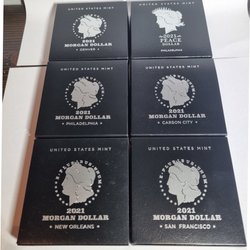 UNITED STATES MINT
2021
MORGAN DOLLAR
DENVER
UNITED STATES MINT
2021
PEACE
DOLLAR
PHILADELPHIA
UNITED STATES MINT
2021
MORGAN DOLLAR
PHILADELPHIA
UNITED STATES MINT
2021
MORGAN DOLLAR
CARSON CITY
UNITED STATES MINT
2021
MORGAN DOLLAR
NEW ORLEANS
UNITED STATES MINT
2021
MORGAN DOLLAR
SAN FRANCISCO